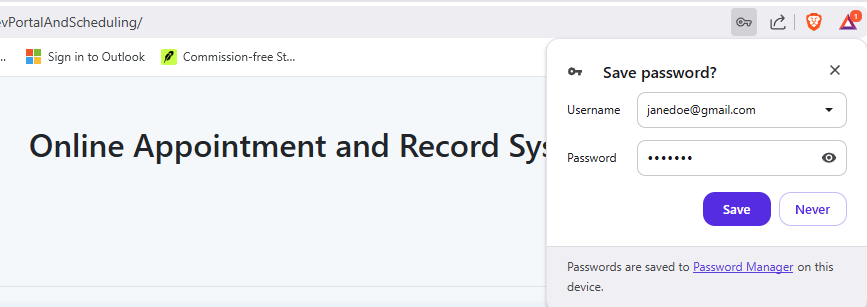 evPortalAndScheduling/
1
... Sign in to Outlook Commission-free St...
Save password?
Username janedoe@gmail.com
Online Appointment and Record Sys
Password •••••••
Save Never
Passwords are saved to Password Manager on this
device.